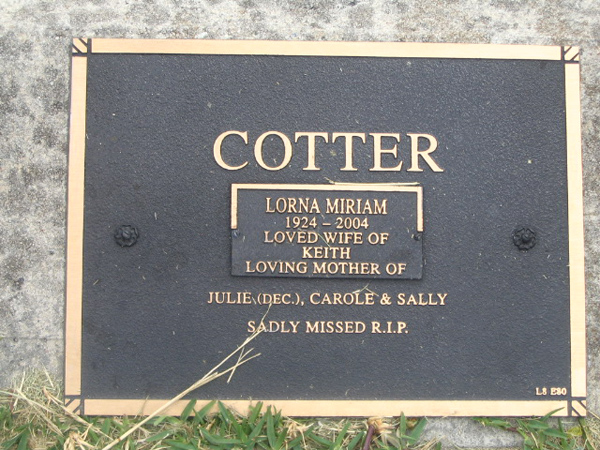 COTTER
LORNA MIRIAM
1924 - 2004
LOVED WIFE OF
KEITH
LOVING MOTHER OF
JULIE (DEC.), CAROLE & SALLY
SADLY MISSED R.I.P.
L8 E80